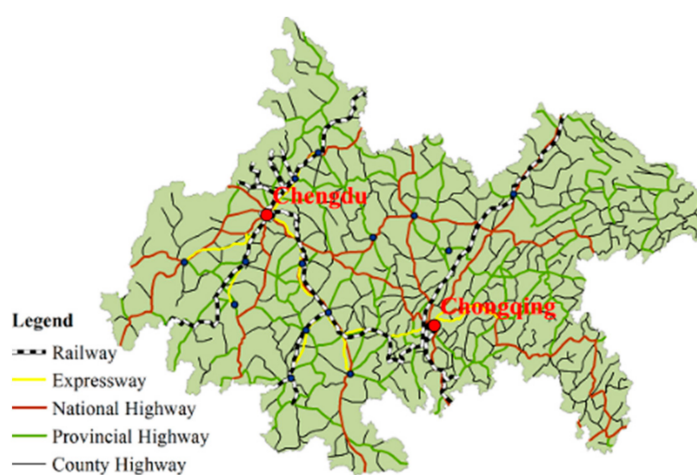 Chengdu
Chongqing
Legend
Railway
Expressway
National Highway
Provincial Highway
County Highway